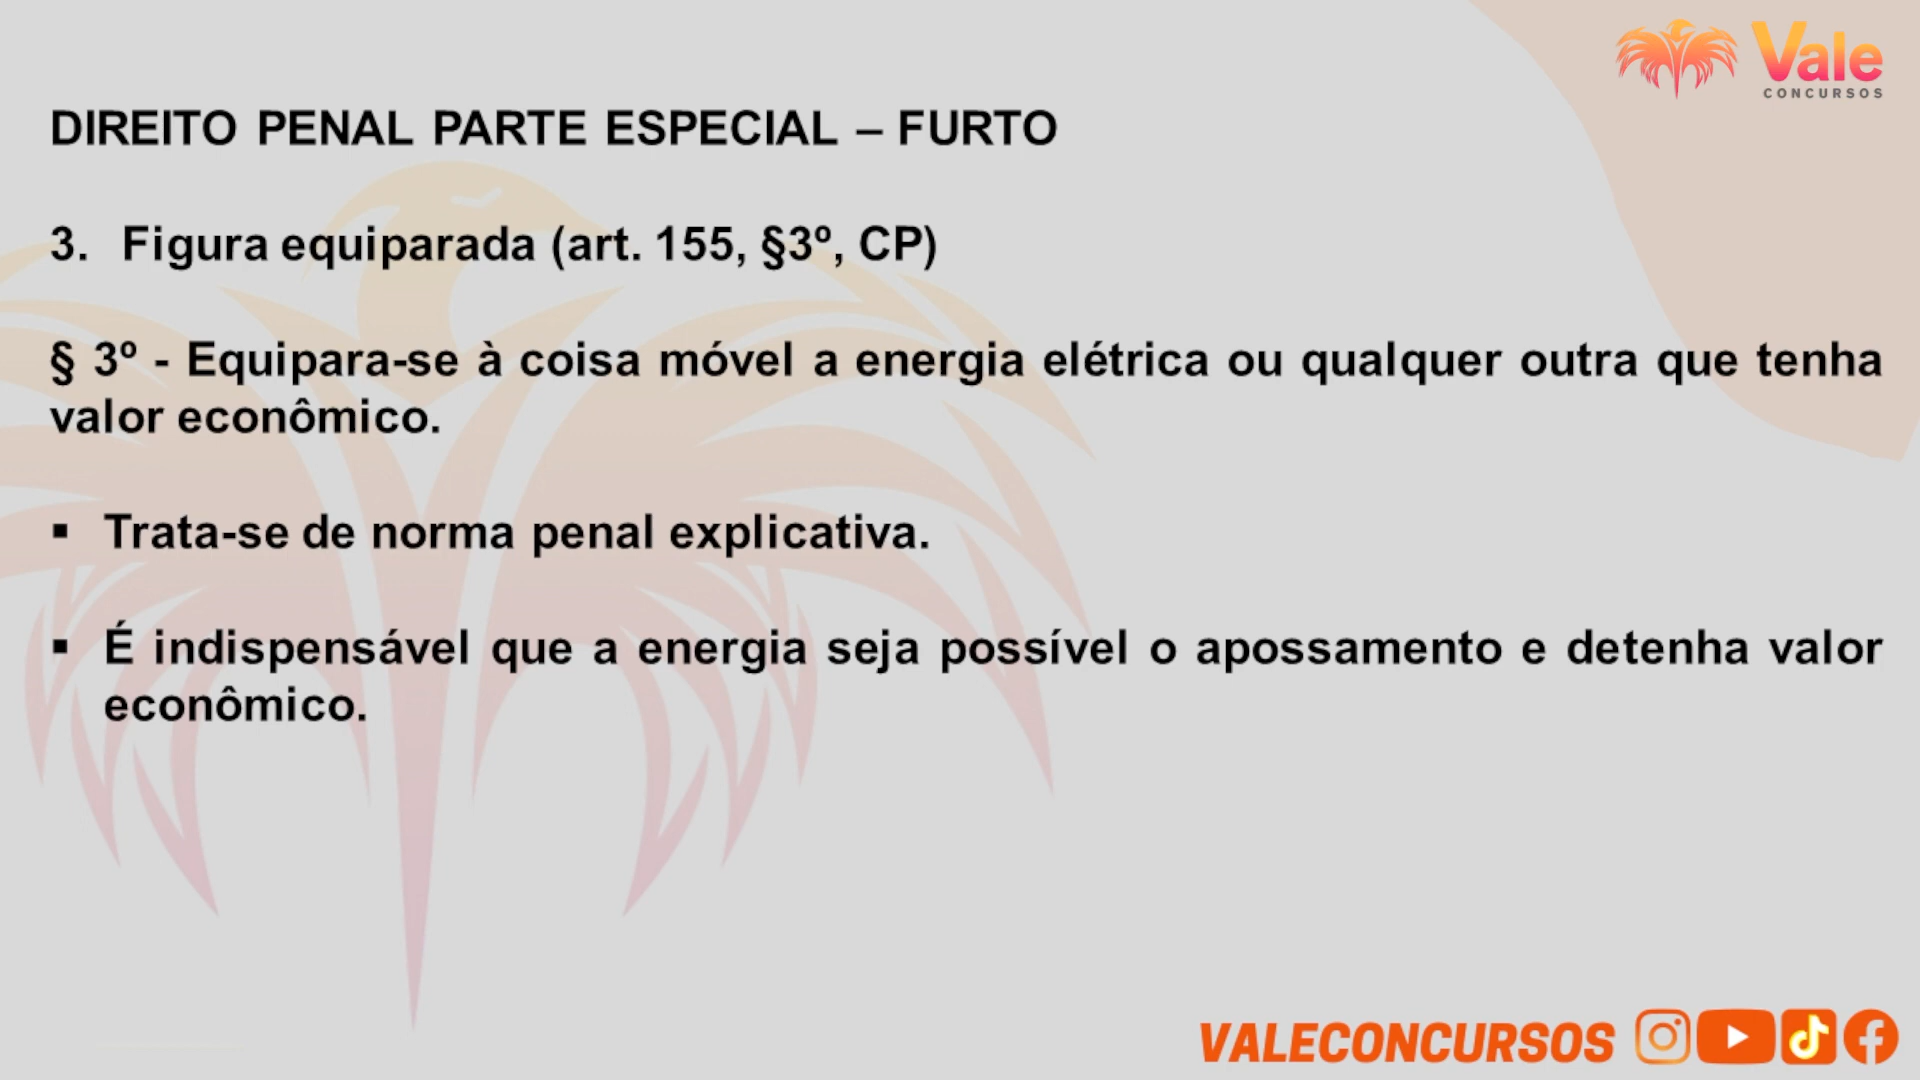 Vale
CONCURSOS
DIREITO PENAL PARTE ESPECIAL – FURTO
3. Figura equiparada (art. 155, §3º, CP)
§ 3º - Equipara-se à coisa móvel a energia elétrica ou qualquer outra que tenha
valor econômico.
▪ Trata-se de norma penal explicativa.
▪ É indispensável que a energia seja possível o apossamento e detenha valor
econômico.
VALECONCURSOS